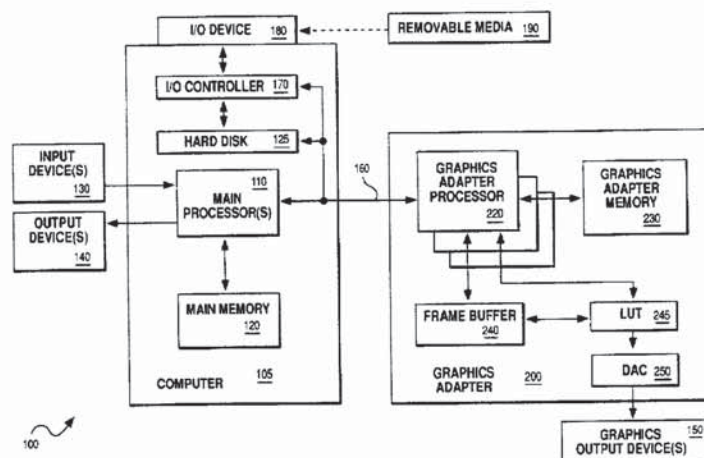 I/O DEVICE 180
REMOVABLE MEDIA 190
I/O CONTROLLER 170
HARD DISK 125
INPUT
DEVICE(S)
130
OUTPUT
DEVICE(S)
140
110
MAIN
PROCESSOR(S)
MAIN MEMORY
120
COMPUTER 105
160
GRAPHICS
ADAPTER
PROCESSOR
220
GRAPHICS
ADAPTER
MEMORY
230
FRAME BUFFER
240
LUT 245
DAC 250
GRAPHICS
ADAPTER 200
GRAPHICS 150
OUTPUT DEVICE(S)
100